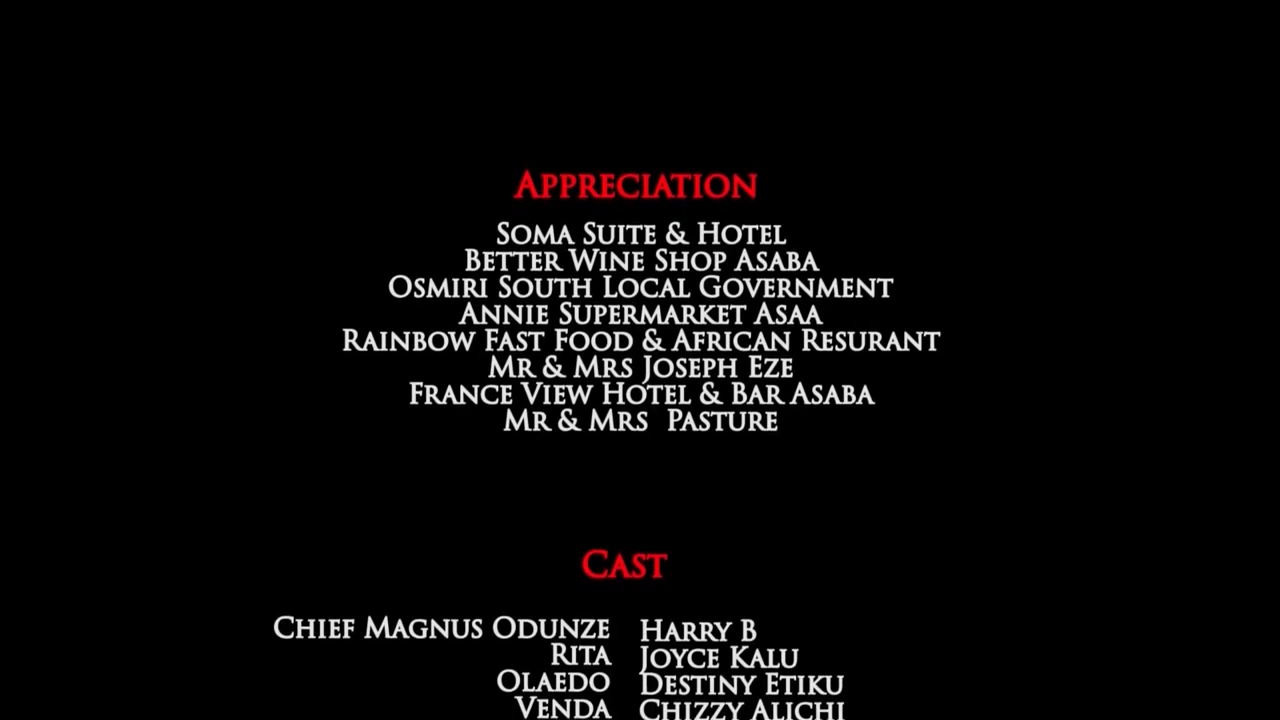 APPRECIATION
SOMA SUITE & HOTEL
BETTER WINE SHOP ASABA
OSMIRI SOUTH LOCAL GOVERNMENT
ANNIE SUPERMARKET ASAA
RAINBOW FAST FOOD & AFRICAN RESURANT
MR & MRS JOSEPH EZE
FRANCE VIEW HOTEL & BAR ASABA
MR & MRS PASTURE
CAST
CHIEF MAGNUS ODUNZE HARRY B
RITA JOYCE KALU
OLAEDO DESTINY ETIKU
VENDA CHIZZY ALICHI